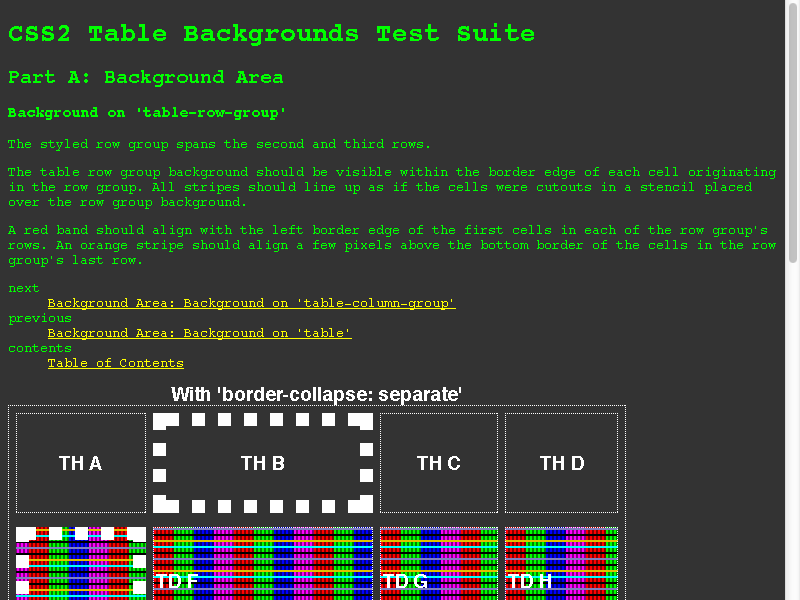 CSS2 Table Backgrounds Test Suite
Part A: Background Area
Background on 'table-row-group'
The styled row group spans the second and third rows.
The table row group background should be visible within the border edge of each cell originating
in the row group. All stripes should line up as if the cells were cutouts in a stencil placed
over the row group background.
A red band should align with the left border edge of the first cells in each of the row group's
rows. An orange stripe should align a few pixels above the bottom border of the cells in the row
group's last row.
next
Background Area: Background on 'table-column-group'
previous
Background Area: Background on 'table'
contents
Table of Contents
With 'border-collapse: separate'
TH A TH B TH C TH D
TD F TD G TD H